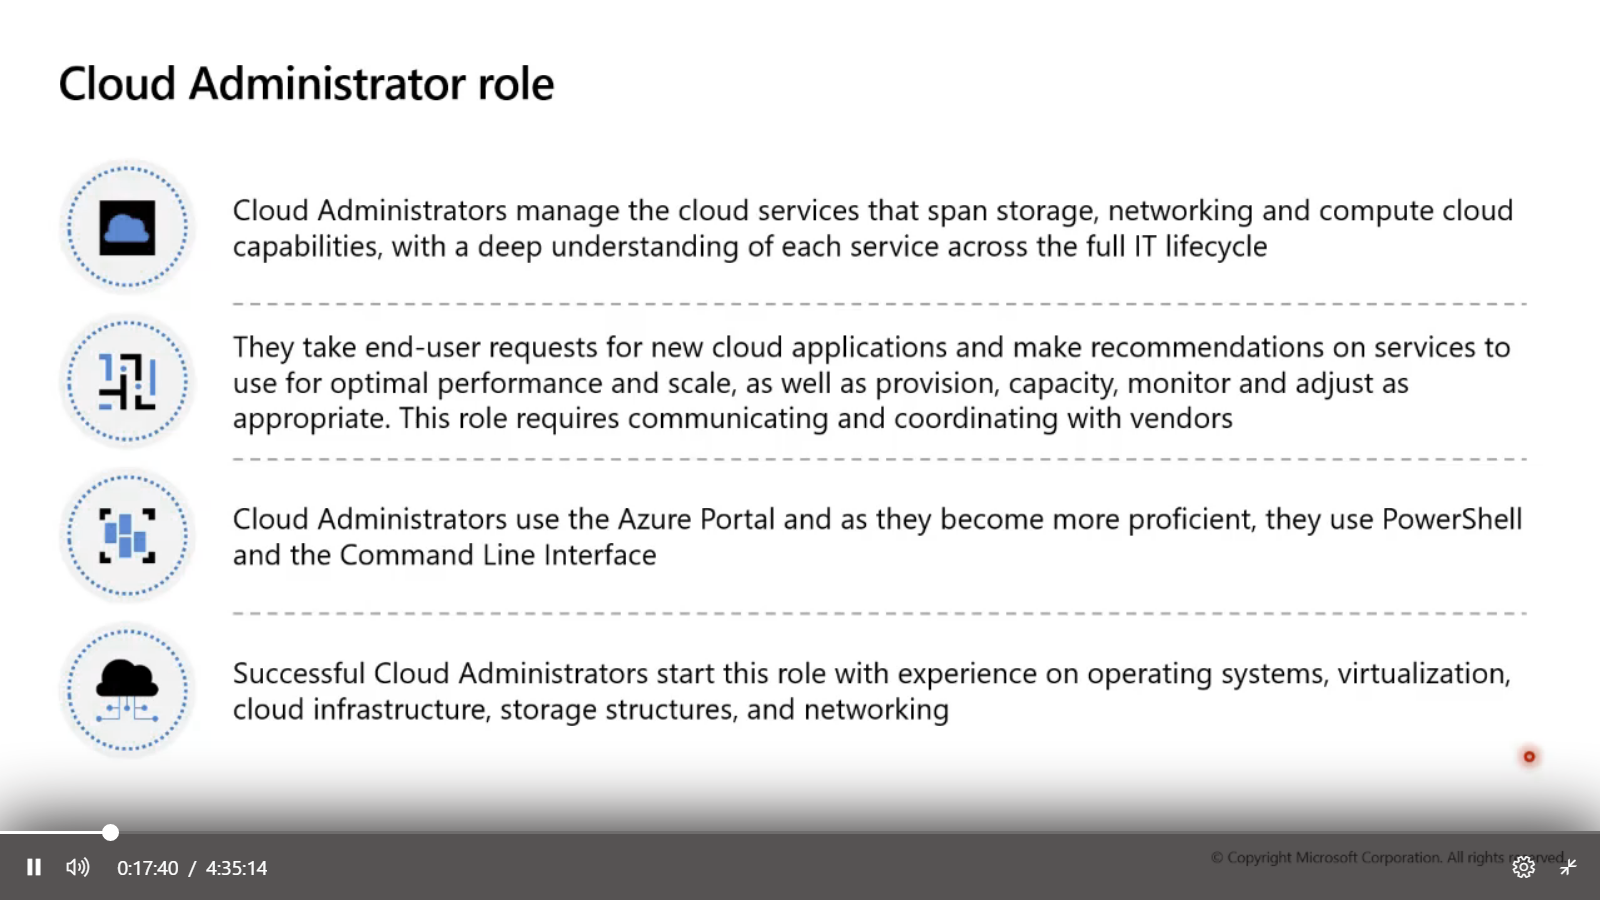 Cloud Administrator role
Cloud Administrators manage the cloud services that span storage, networking and compute cloud
capabilities, with a deep understanding of each service across the full IT lifecycle
They take end-user requests for new cloud applications and make recommendations on services to
use for optimal performance and scale, as well as provision, capacity, monitor and adjust as
appropriate. This role requires communicating and coordinating with vendors
Cloud Administrators use the Azure Portal and as they become more proficient, they use PowerShell
and the Command Line Interface
Successful Cloud Administrators start this role with experience on operating systems, virtualization,
cloud infrastructure, storage structures, and networking
© Copyright Microsoft Corporation. All rights reserved.
0:17:40 / 4:35:14